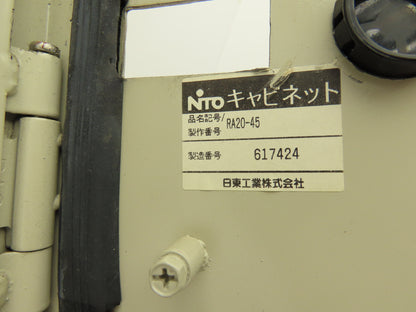 NITO キャビネット
品名記号/
製作番号 RA20-45
製造番号 617424
日東工業株式会社